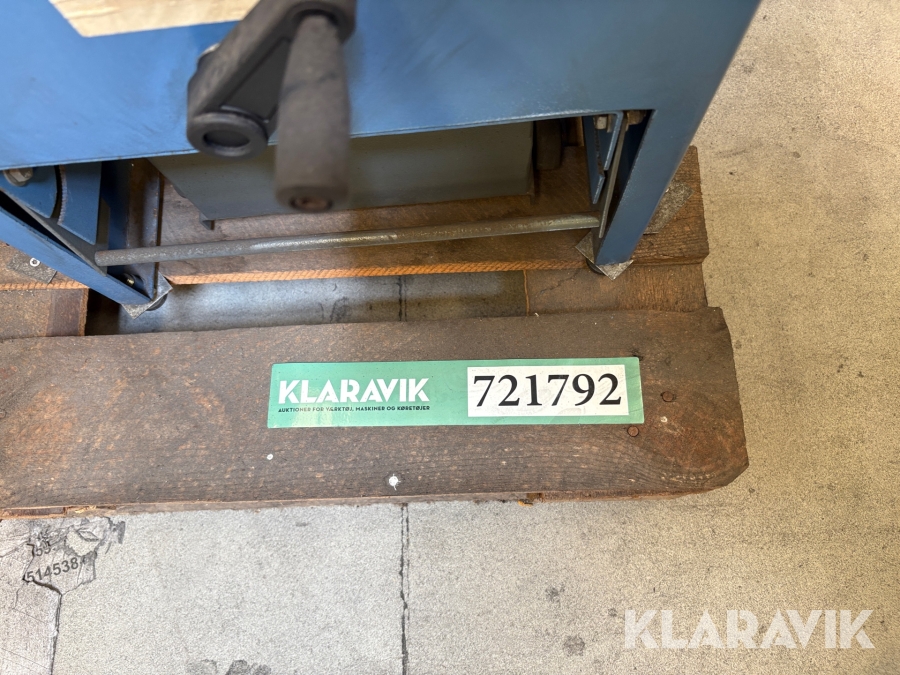 KLARAVIK
AUKTIONER FOR VÆRKTØJ, MASKINER OG KØRETØJER
721792
514538
KLARAVIK